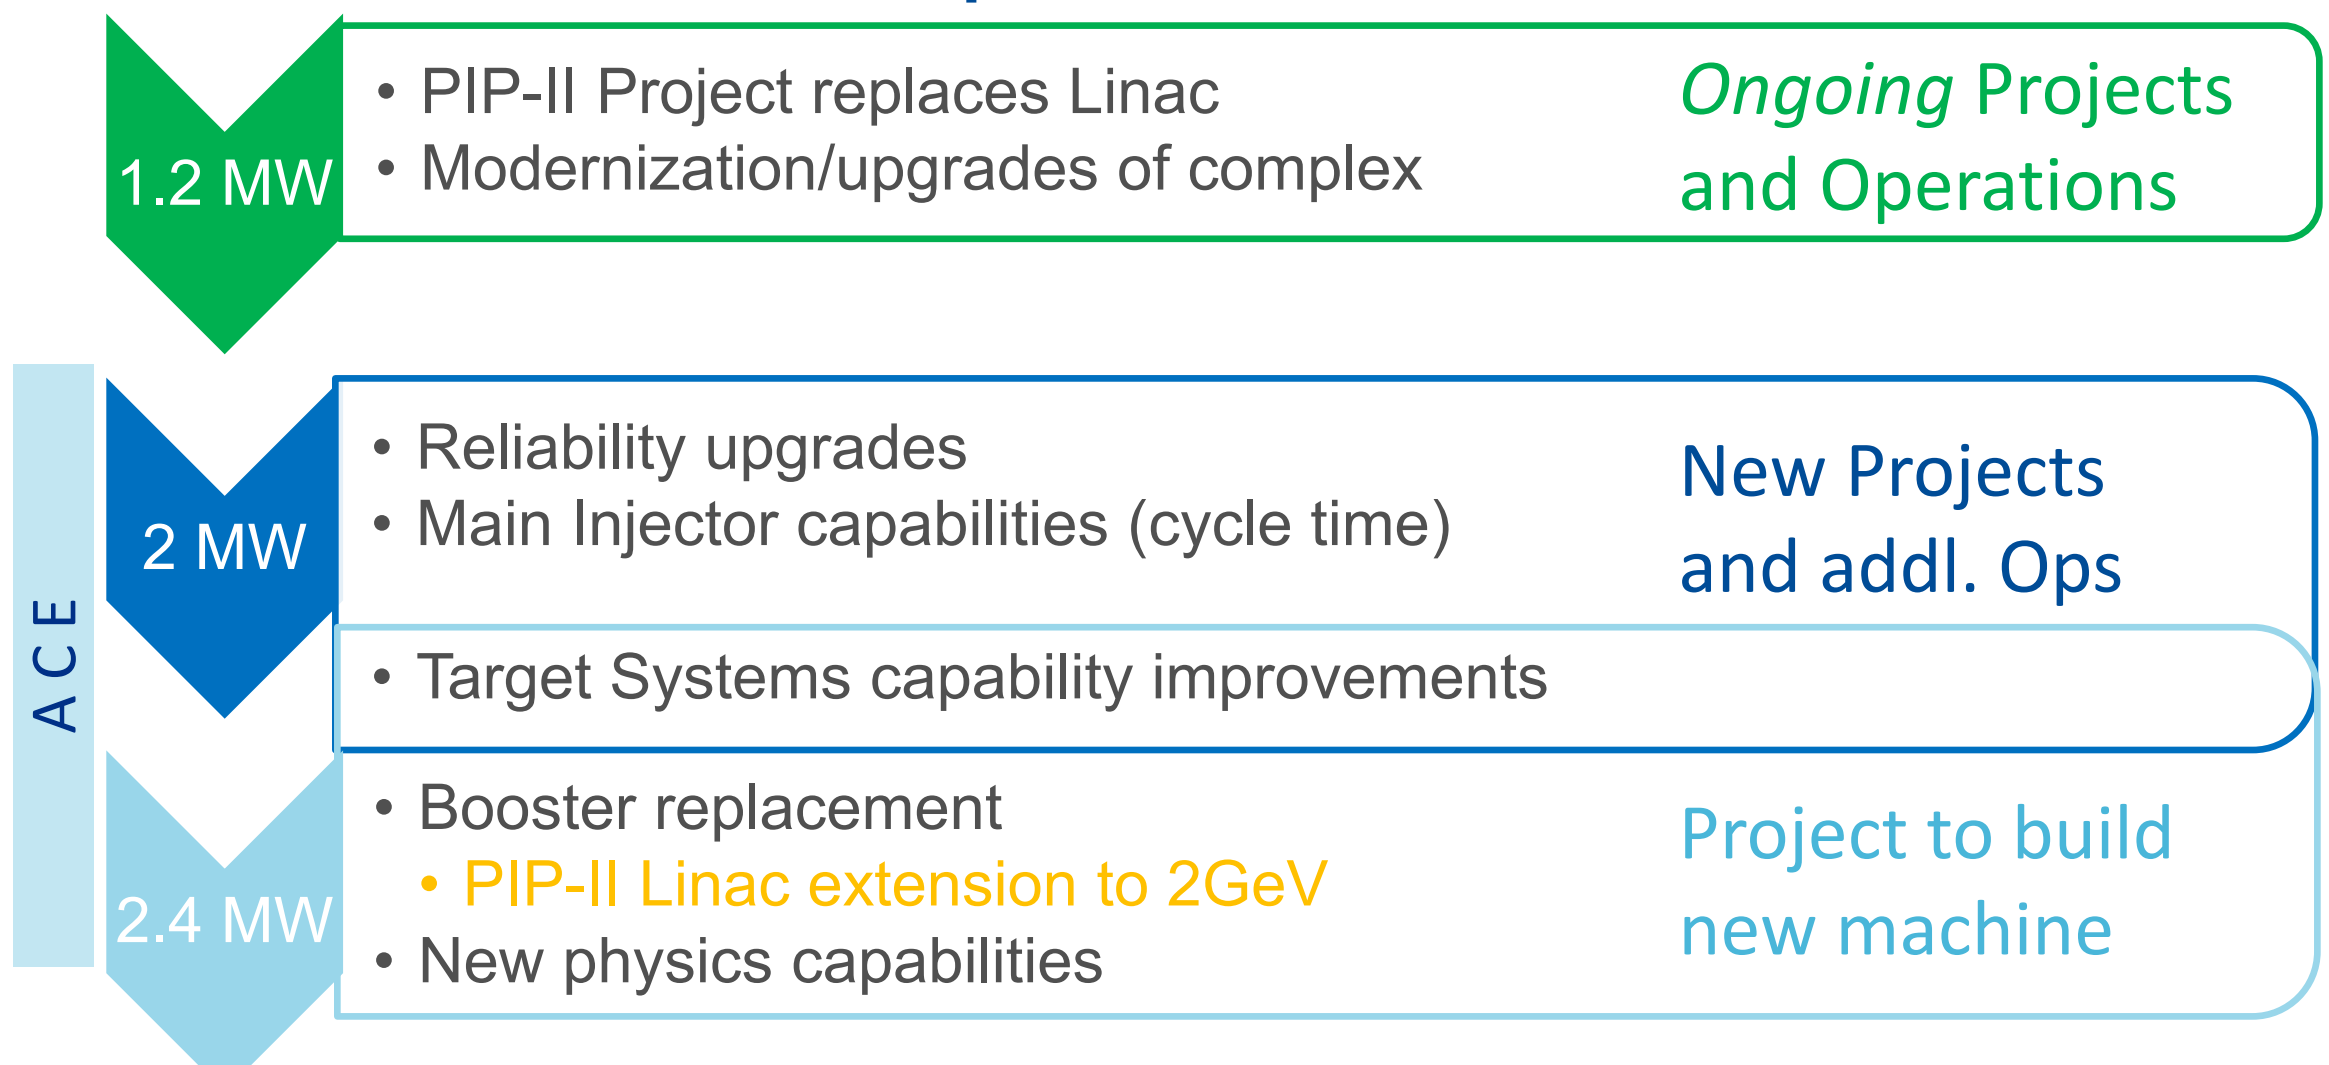 1.2 MW
• PIP-II Project replaces Linac
• Modernization/upgrades of complex
Ongoing Projects
and Operations
ACE
2 MW
• Reliability upgrades
• Main Injector capabilities (cycle time)
New Projects
and addl. Ops
• Target Systems capability improvements
2.4 MW
• Booster replacement
• PIP-II Linac extension to 2GeV
• New physics capabilities
Project to build
new machine